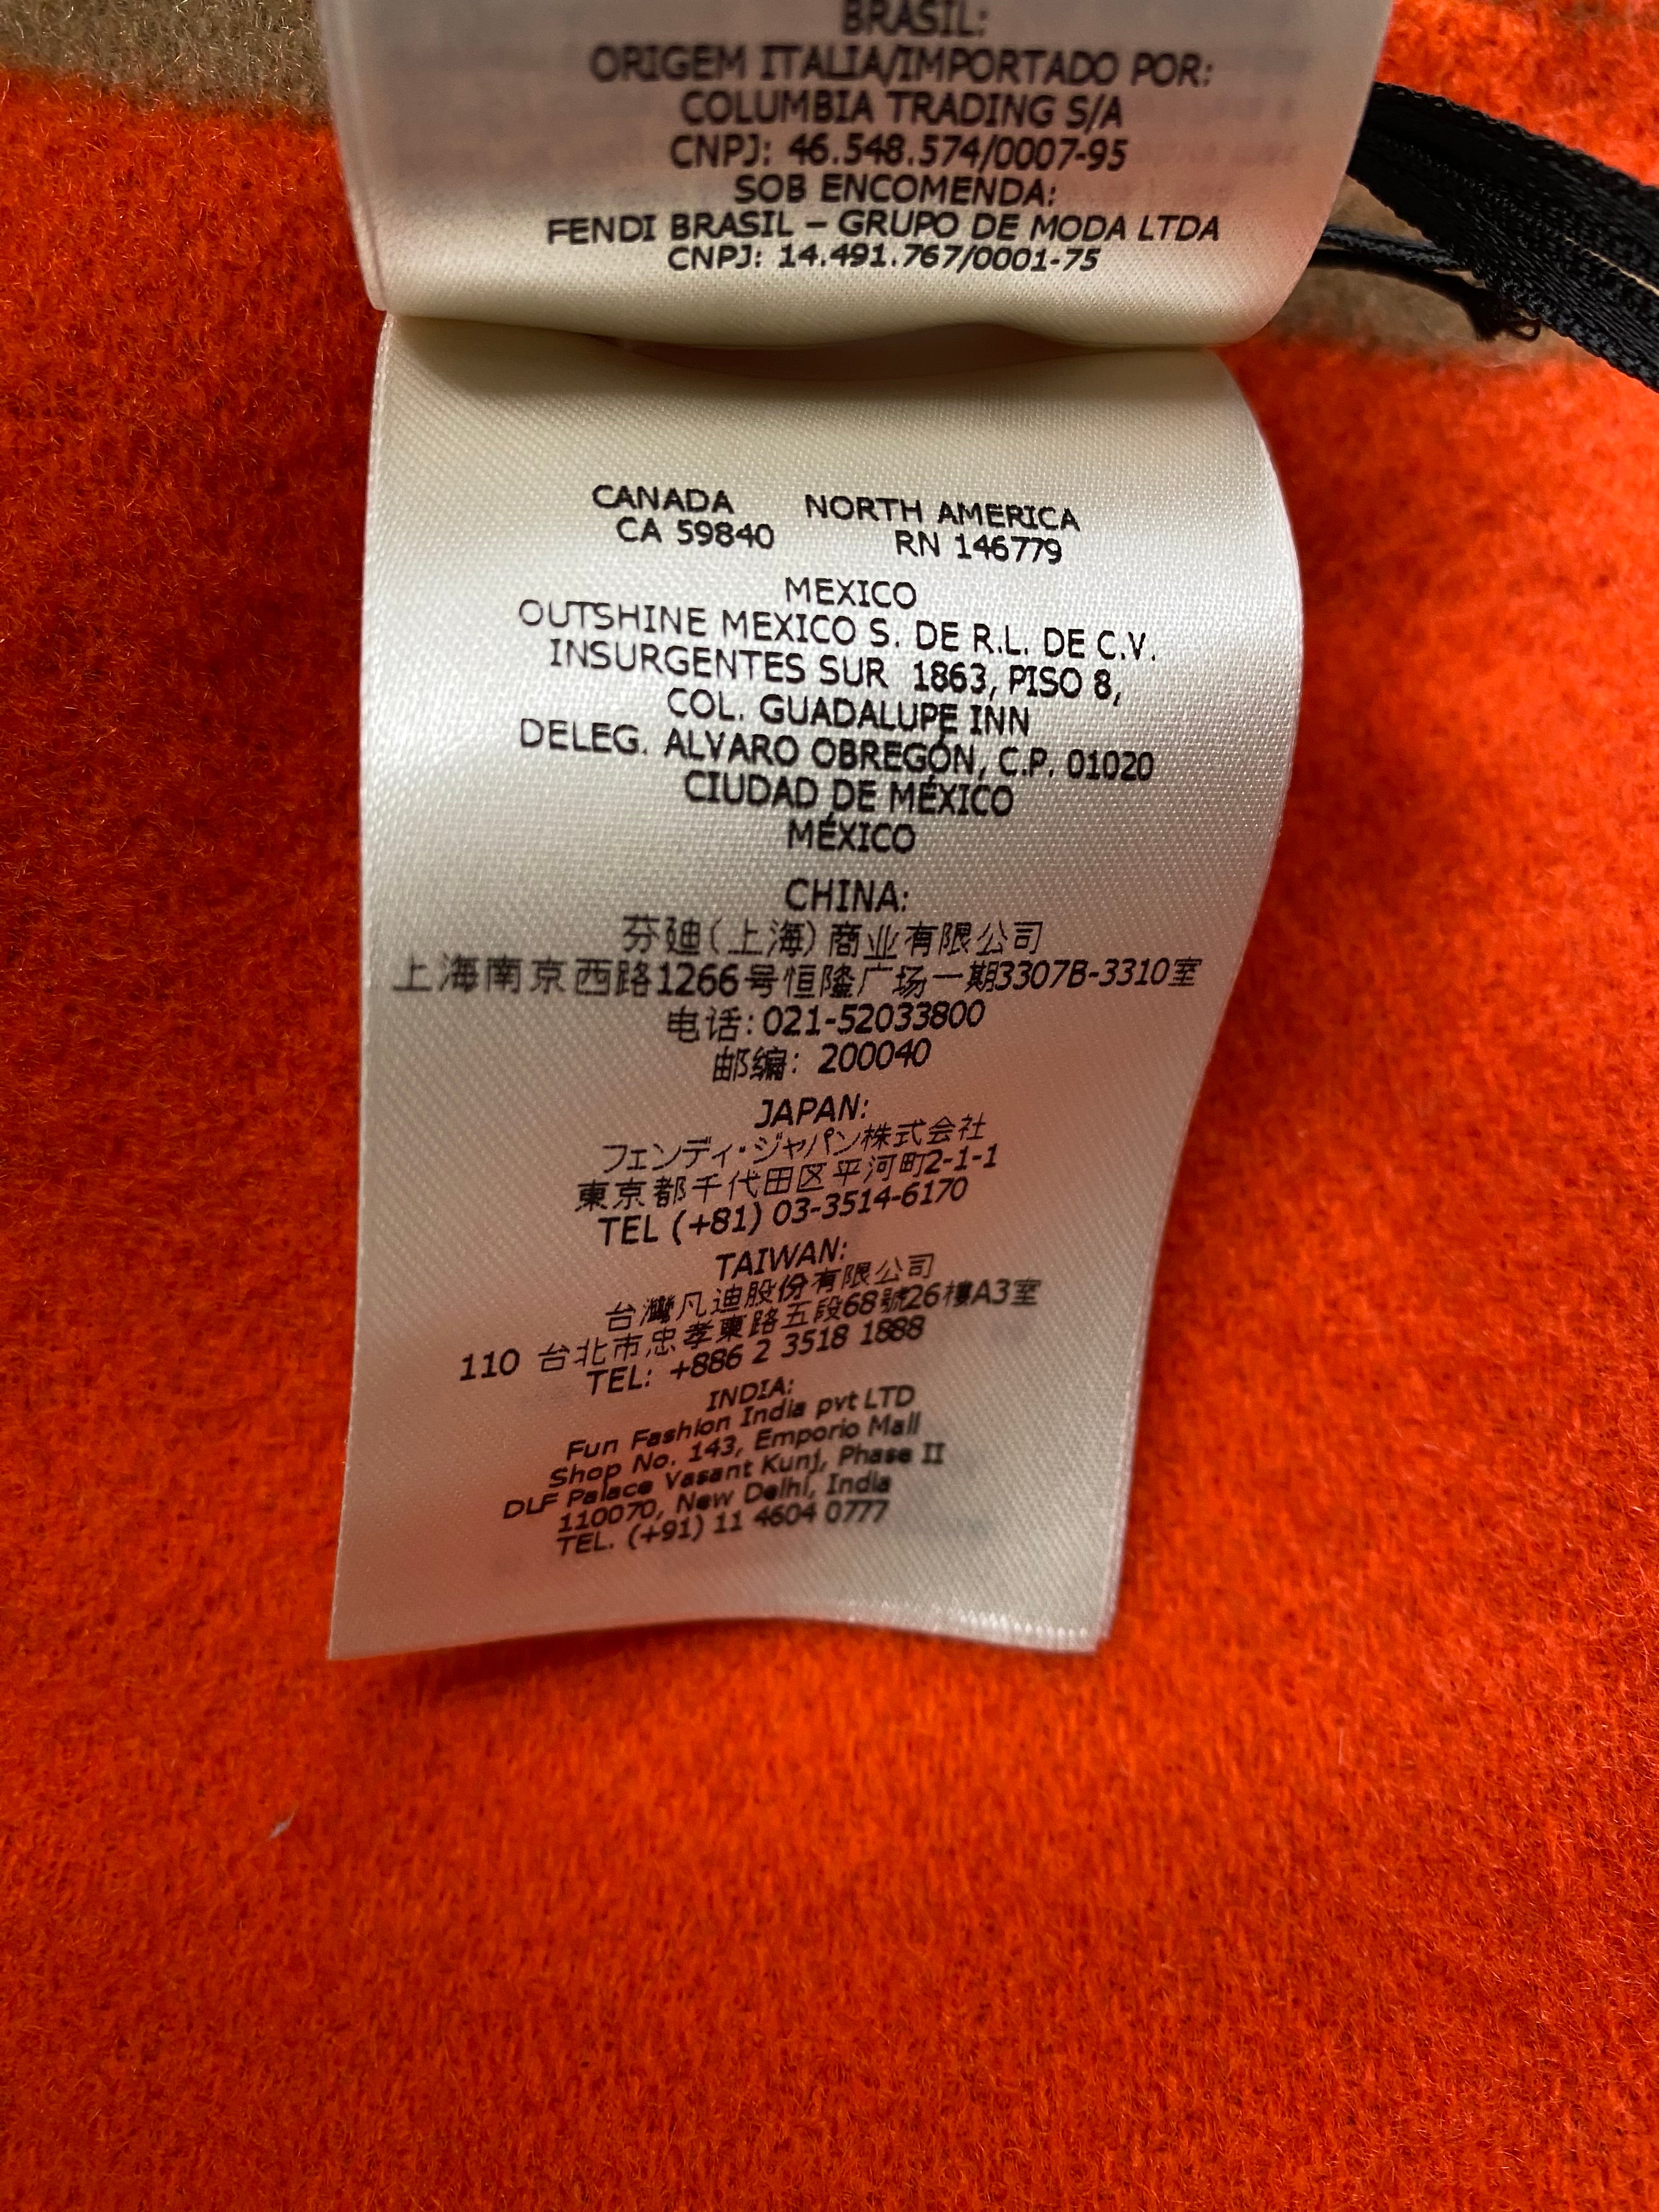 BRASIL:
ORIGEM ITALIA/IMPORTADO POR:
COLUMBIA TRADING S/A
CNPJ: 46.548.574/0007-95
SOB ENCOMENDA:
FENDI BRASIL – GRUPO DE MODA LTDA
CNPJ: 14.491.767/0001-75
CANADA NORTH AMERICA
CA 59840 RN 146779
MEXICO
OUTSHINE MEXICO S. DE R.L. DE C.V.
INSURGENTES SUR 1863, PISO 8,
COL. GUADALUPE INN
DELEG. ALVARO OBREGÓN, C.P. 01020
CIUDAD DE MÉXICO
MÉXICO
CHINA:
芬廸(上海)商业有限公司
上海南京西路1266号恒隆广场一期3307B-3310室
电话:021-52033800
邮编: 200040
JAPAN:
フェンディ・ジャパン株式会社
東京都千代田区平河町2-1-1
TEL (+81) 03-3514-6170
TAIWAN:
台灣凡迪股份有限公司
110 台北市忠孝東路五段68號26樓A3室
TEL: +886 2 3518 1888
INDIA:
Fun Fashion India pvt LTD
Shop No. 143, Emporio Mall
DLF Palace Vasant Kunj, Phase II
110070, New Delhi, India
TEL. (+91) 11 4604 0777